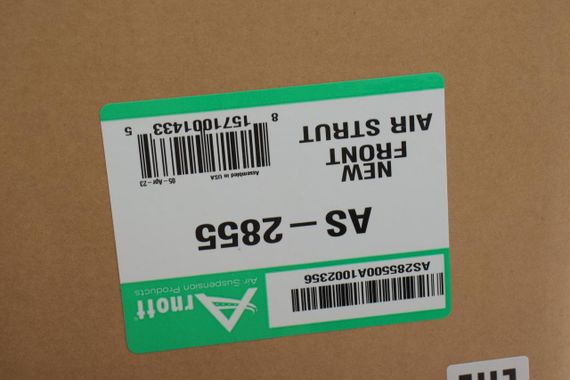 Arnott®
Air Suspension Products
AS285500A1002356
AS – 2855
NEW
FRONT
AIR STRUT
Assembled in USA
05-Apr-23
8 1571001433 5